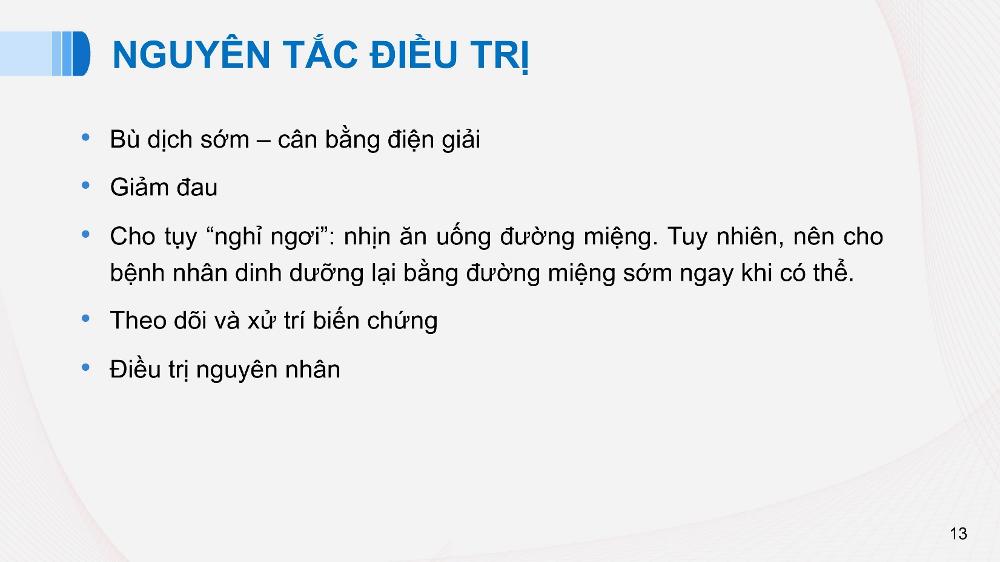 NGUYÊN TẮC ĐIỀU TRỊ
• Bù dịch sớm – cân bằng điện giải
• Giảm đau
• Cho tụy “nghỉ ngơi”: nhịn ăn uống đường miệng. Tuy nhiên, nên cho
bệnh nhân dinh dưỡng lại bằng đường miệng sớm ngay khi có thể.
• Theo dõi và xử trí biến chứng
• Điều trị nguyên nhân
13